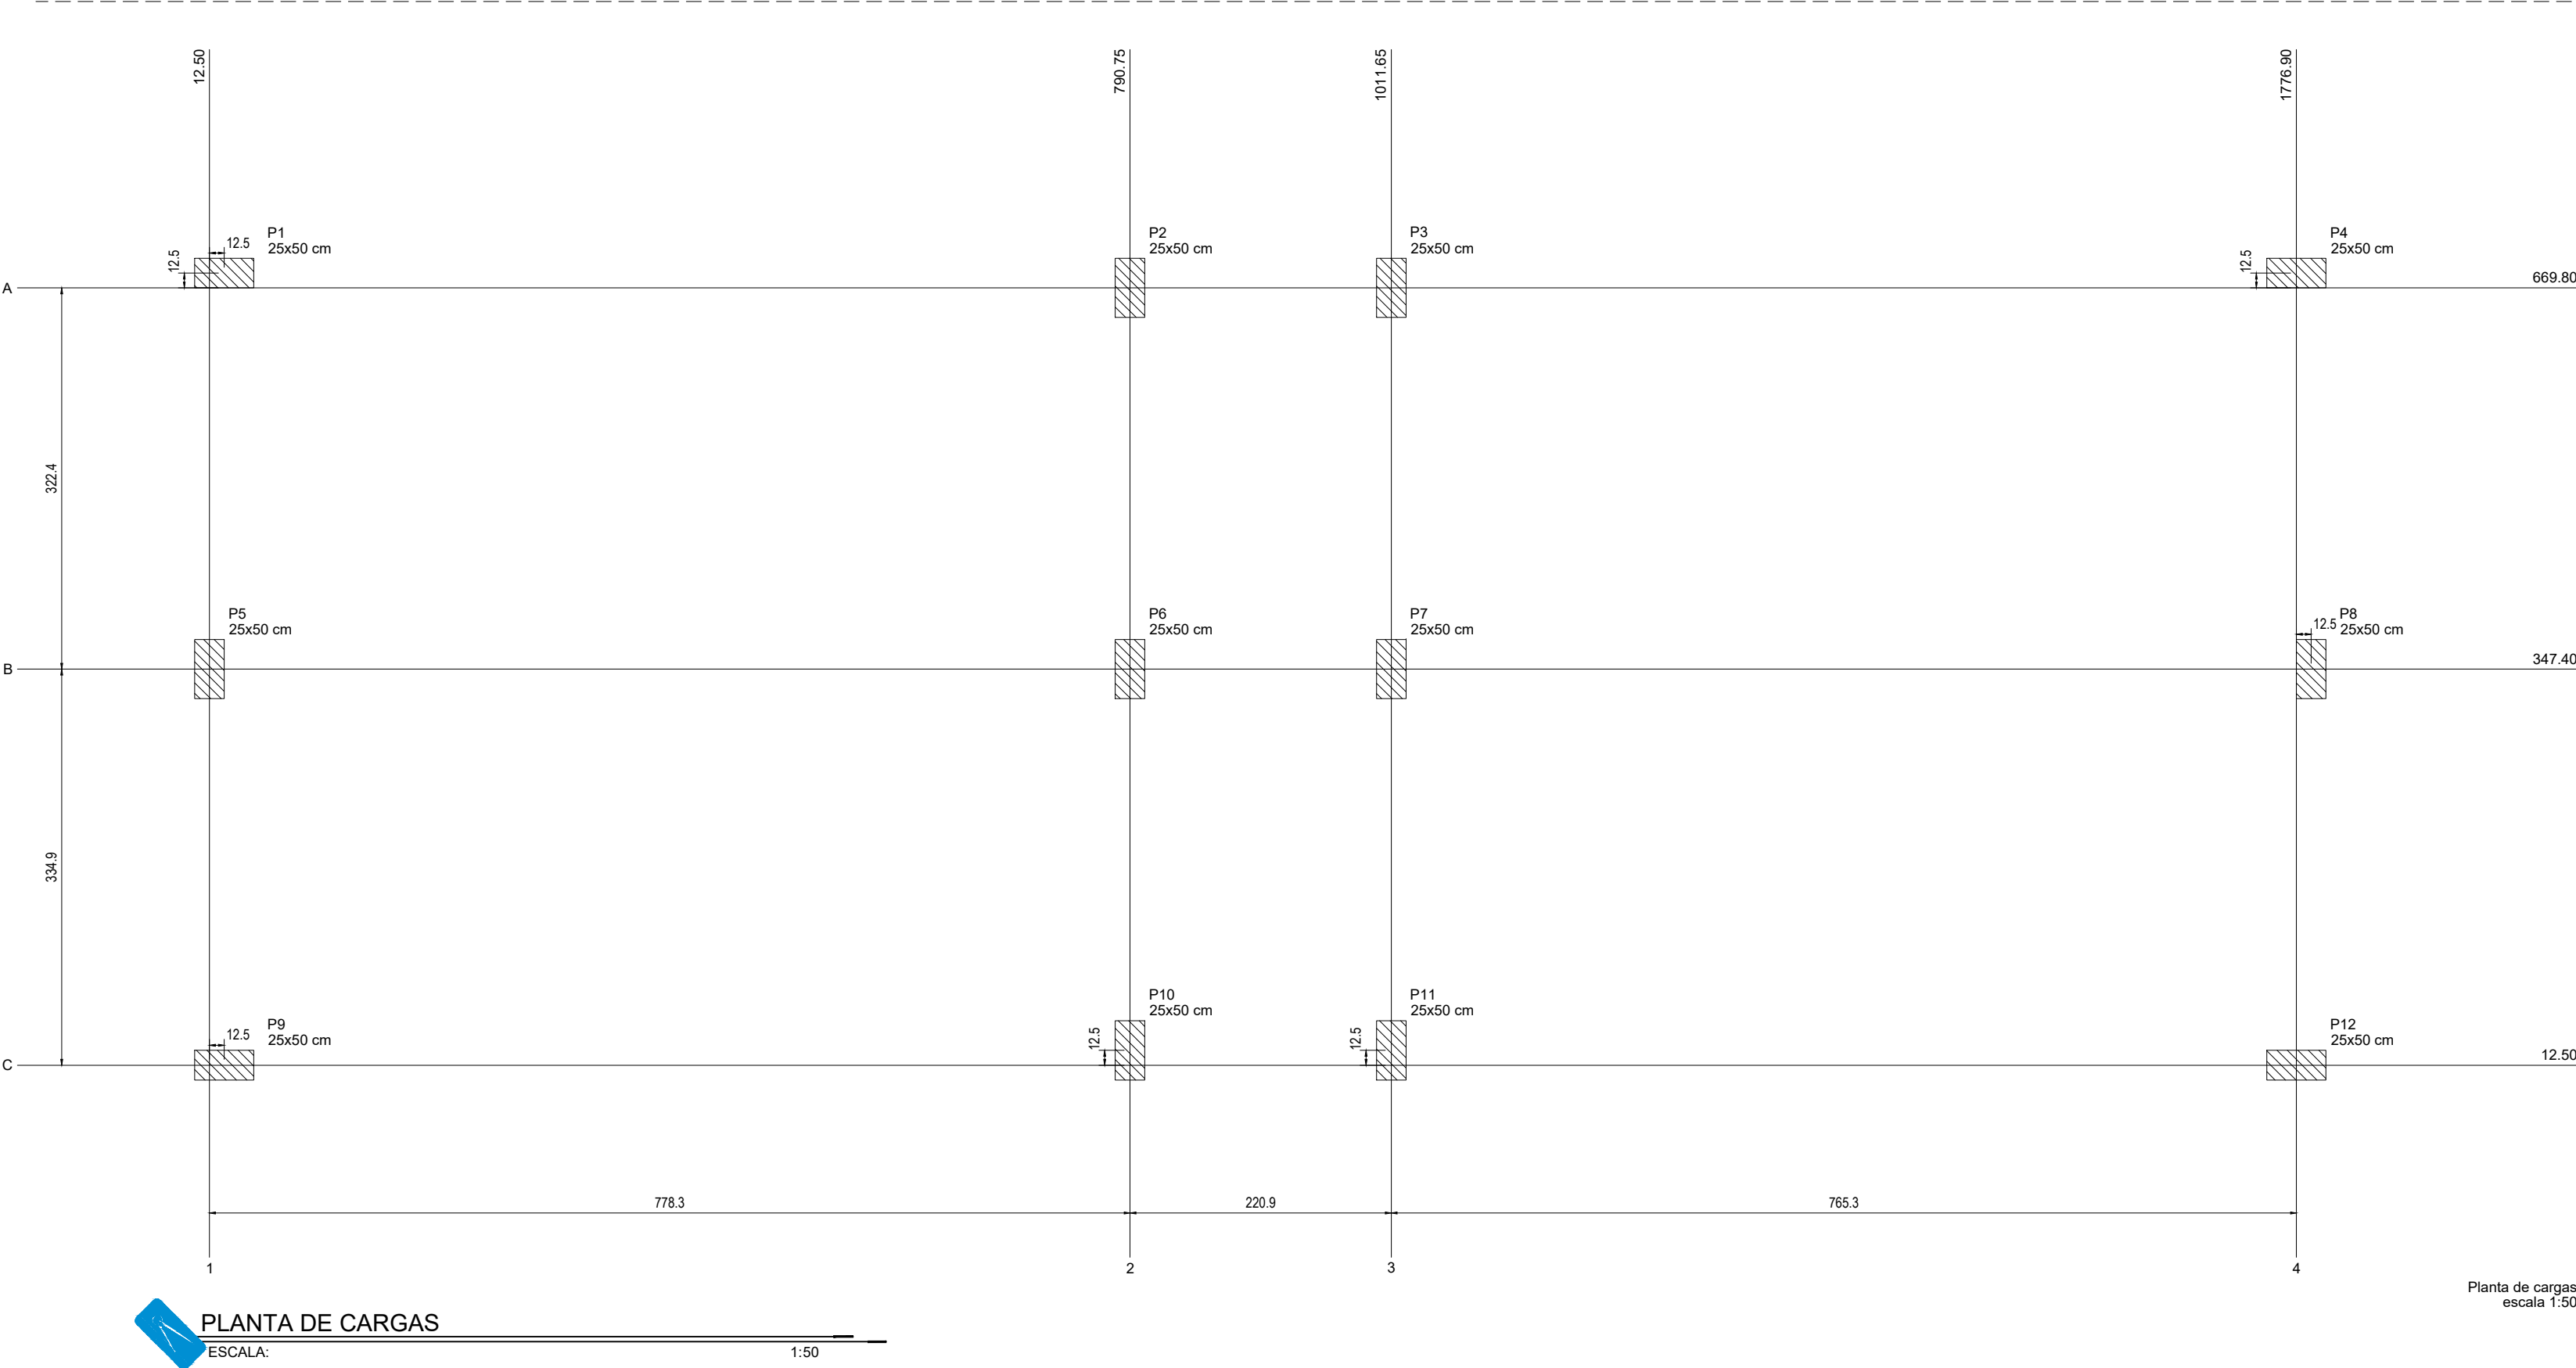 12.50
790.75
1011.65
1776.90
P1
25x50 cm
12.5
12.5
P2
25x50 cm
P3
25x50 cm
P4
25x50 cm
12.5
A
669.80
322.4
P5
25x50 cm
P6
25x50 cm
P7
25x50 cm
P8
25x50 cm
12.5
B
347.40
334.9
P9
25x50 cm
12.5
P10
25x50 cm
12.5
P11
25x50 cm
12.5
P12
25x50 cm
C
12.50
778.3
220.9
765.3
1
2
3
4
Planta de cargas
escala 1:50
PLANTA DE CARGAS
ESCALA: 1:50